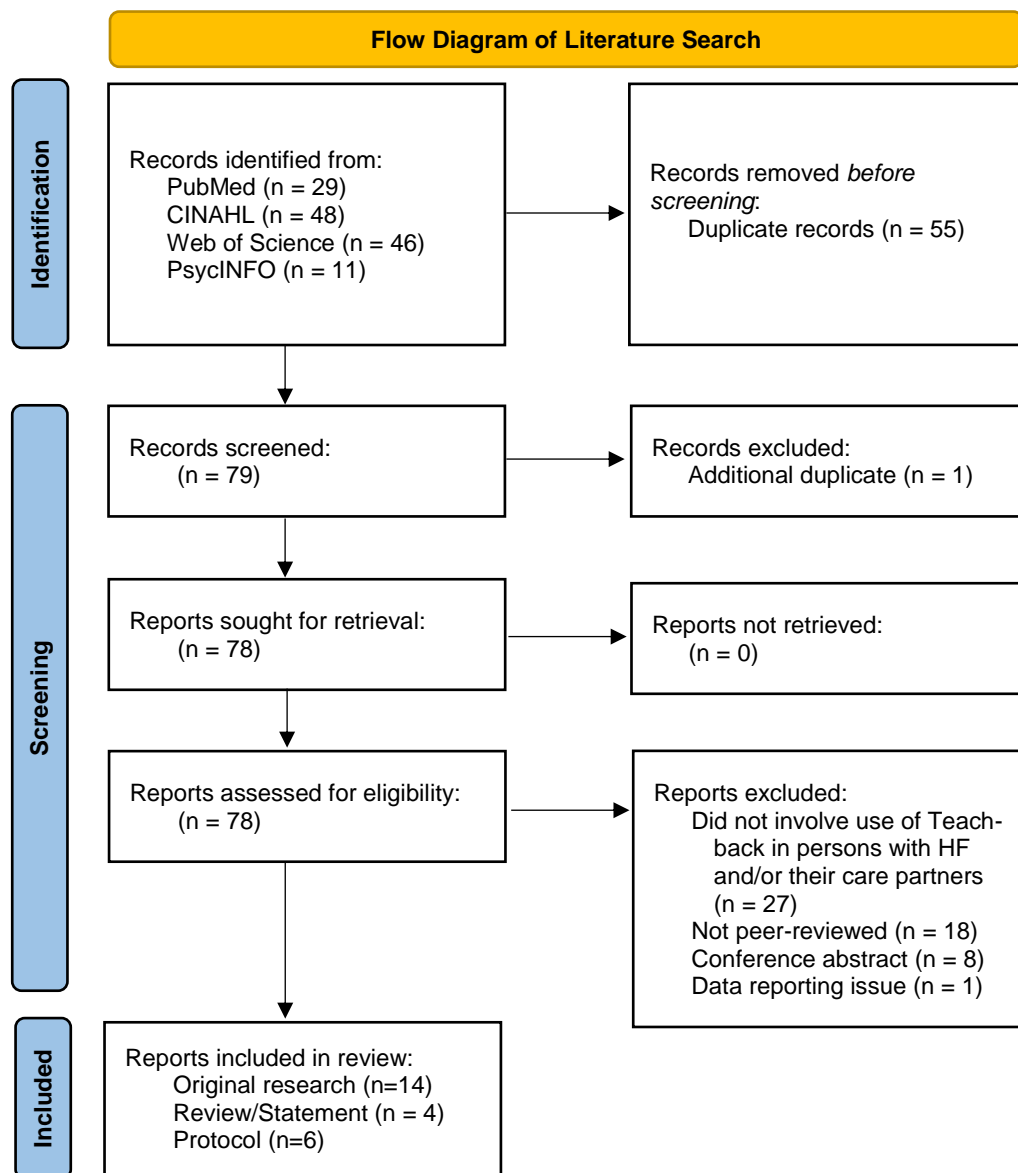 Flow Diagram of Literature Search
Identification
Records identified from:
PubMed (n = 29)
CINAHL (n = 48)
Web of Science (n = 46)
PsycINFO (n = 11)
Records removed before
screening:
Duplicate records (n = 55)
Screening
Records screened:
(n = 79)
Records excluded:
Additional duplicate (n = 1)
Reports sought for retrieval:
(n = 78)
Reports not retrieved:
(n = 0)
Reports assessed for eligibility:
(n = 78)
Reports excluded:
Did not involve use of Teach-
back in persons with HF
and/or their care partners
(n = 27)
Not peer-reviewed (n = 18)
Conference abstract (n = 8)
Data reporting issue (n = 1)
Included
Reports included in review:
Original research (n=14)
Review/Statement (n = 4)
Protocol (n=6)